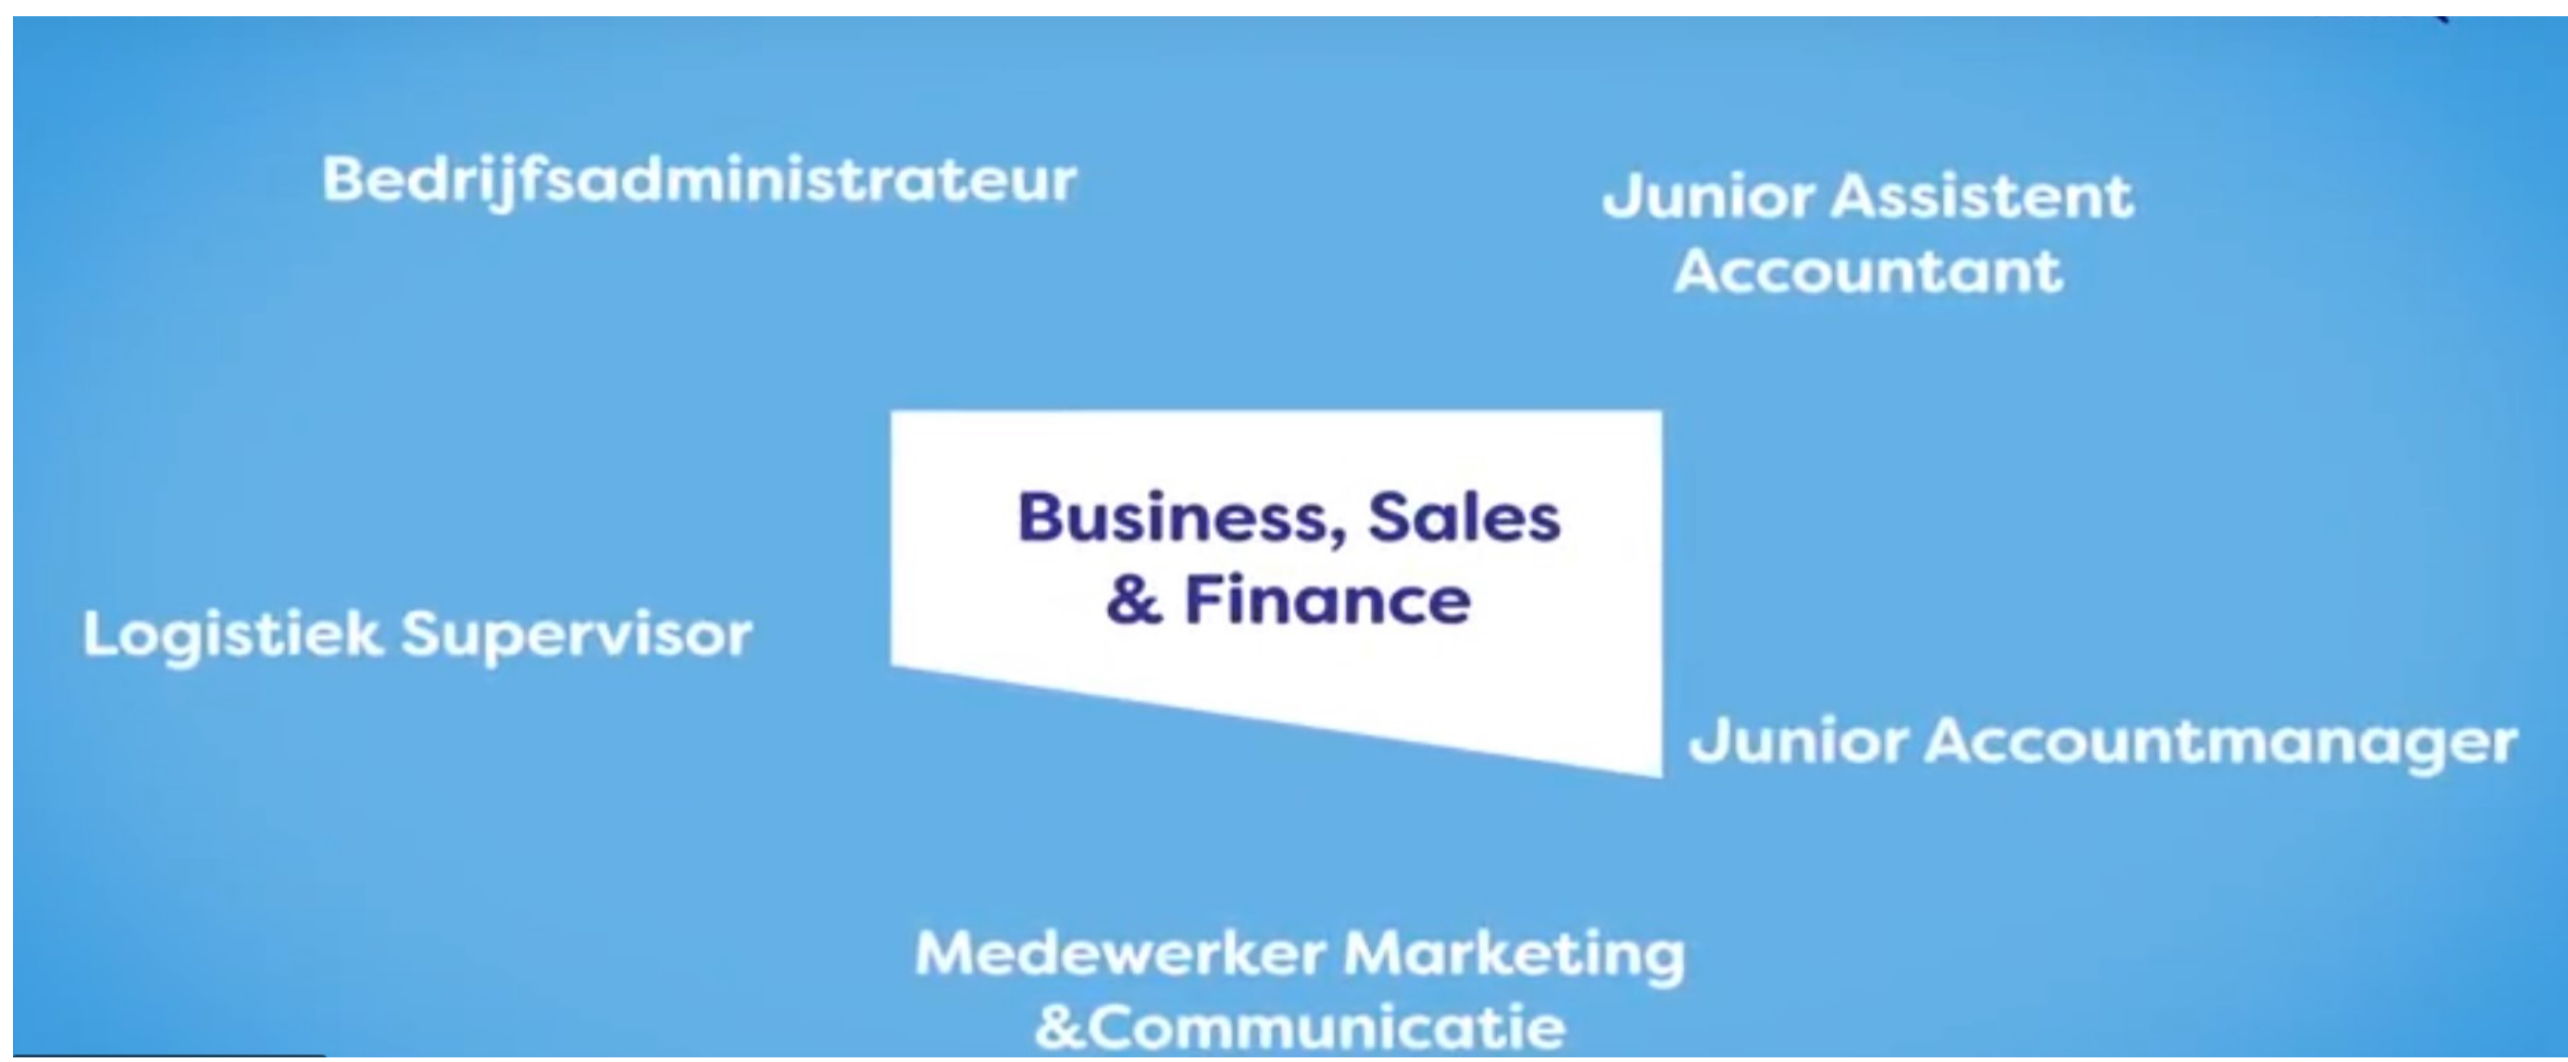 Bedrijfsadministrateur
Junior Assistent
Accountant
Business, Sales
& Finance
Logistiek Supervisor
Junior Accountmanager
Medewerker Marketing
&Communicatie